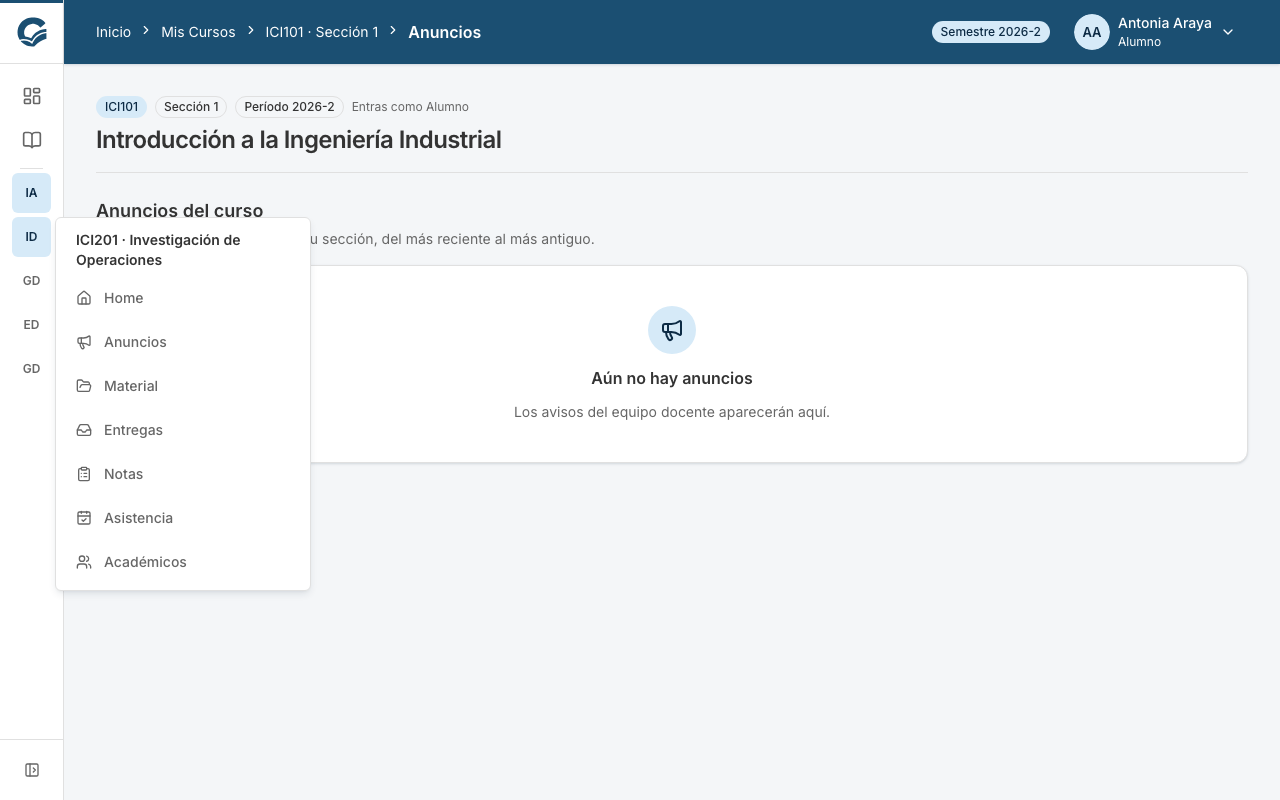 Inicio > Mis Cursos > ICI101 · Sección 1 > Anuncios
Semestre 2026-2
AA
Antonia Araya
Alumno
ICI101
Sección 1
Período 2026-2
Entras como Alumno
Introducción a la Ingeniería Industrial
IA
ID
GD
ED
GD
Anuncios del curso
u sección, del más reciente al más antiguo.
ICI201 · Investigación de
Operaciones
Home
Anuncios
Material
Entregas
Notas
Asistencia
Académicos
Aún no hay anuncios
Los avisos del equipo docente aparecerán aquí.